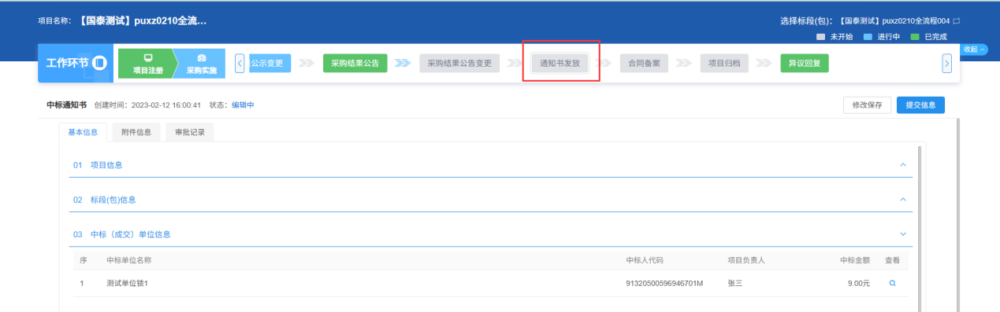 项目名称: 【国泰测试】puxz0210全流... 选择标段(包): 【国泰测试】puxz0210全流程004
未开始 进行中 已完成
收起
工作环节 项目注册 采购实施 公示变更 采购结果公告 采购结果公告变更 通知书发放 合同备案 项目归档 异议回复
中标通知书 创建时间: 2023-02-12 16:00:41 状态: 编辑中 修改保存 提交信息
基本信息 附件信息 审批记录
01 项目信息
02 标段(包)信息
03 中标（成交）单位信息
序 中标单位名称 中标人代码 项目负责人 中标金额 查看
1 测试单位锁1 91320500596946701M 张三 9.00元